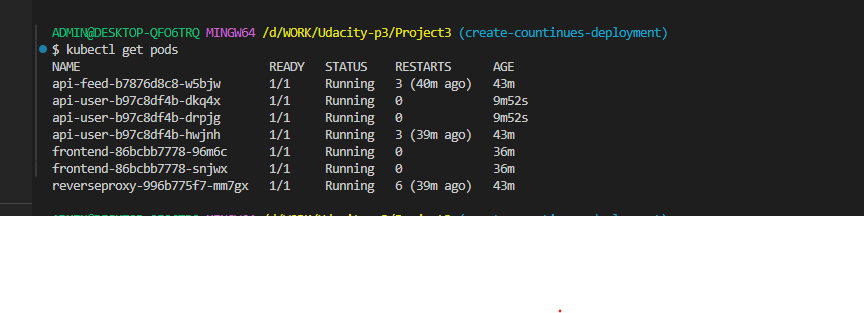 ADMIN@DESKTOP-QFO6TRQ MINGW64 /d/WORK/Udacity-p3/Project3 (create-countinues-deployment)
$ kubectl get pods
NAME READY STATUS RESTARTS AGE
api-feed-b7876d8c8-w5bjw 1/1 Running 3 (40m ago) 43m
api-user-b97c8df4b-dkq4x 1/1 Running 0 9m52s
api-user-b97c8df4b-drpjg 1/1 Running 0 9m52s
api-user-b97c8df4b-hwjnh 1/1 Running 3 (39m ago) 43m
frontend-86bcbb7778-96m6c 1/1 Running 0 36m
frontend-86bcbb7778-snjwx 1/1 Running 0 36m
reverseproxy-996b775f7-mm7gx 1/1 Running 6 (39m ago) 43m